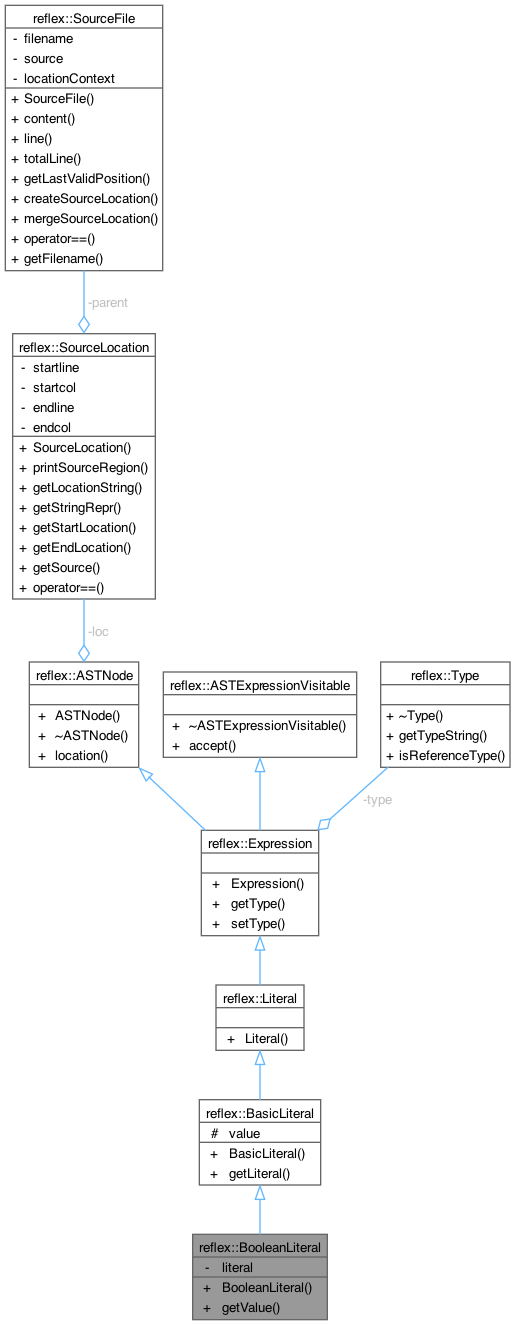 reflex::SourceFile
- filename
- source
- locationContext
+ SourceFile()
+ content()
+ line()
+ totalLine()
+ getLastValidPosition()
+ createSourceLocation()
+ mergeSourceLocation()
+ operator==()
+ getFilename()
-parent
reflex::SourceLocation
- startline
- startcol
- endline
- endcol
+ SourceLocation()
+ printSourceRegion()
+ getLocationString()
+ getStringRepr()
+ getStartLocation()
+ getEndLocation()
+ getSource()
+ operator==()
-loc
reflex::ASTNode
+ ASTNode()
+ ~ASTNode()
+ location()
reflex::ASTExpressionVisitable
+ ~ASTExpressionVisitable()
+ accept()
reflex::Type
+ ~Type()
+ getTypeString()
+ isReferenceType()
-type
reflex::Expression
+ Expression()
+ getType()
+ setType()
reflex::Literal
+ Literal()
reflex::BasicLiteral
# value
+ BasicLiteral()
+ getLiteral()
reflex::BooleanLiteral
- literal
+ BooleanLiteral()
+ getValue()